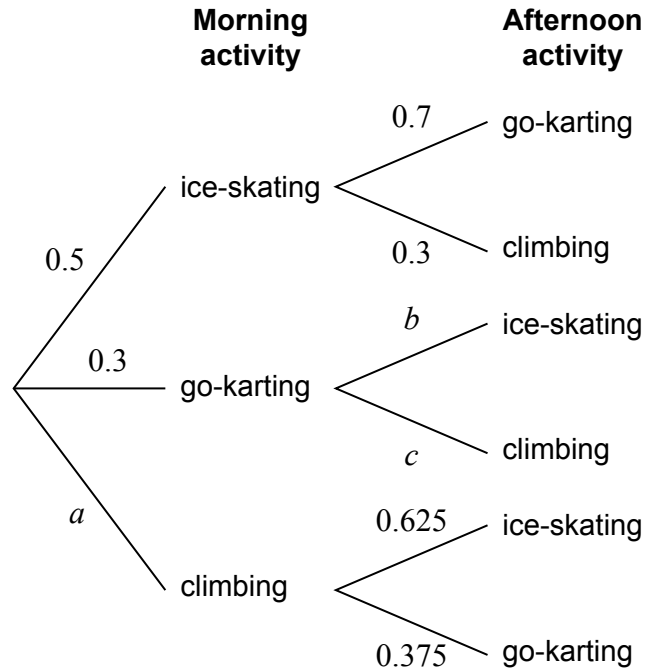 Morning
activity
Afternoon
activity
0.7
go-karting
ice-skating
0.5
0.3
climbing
b
ice-skating
0.3
go-karting
c
climbing
a
0.625
ice-skating
climbing
0.375
go-karting